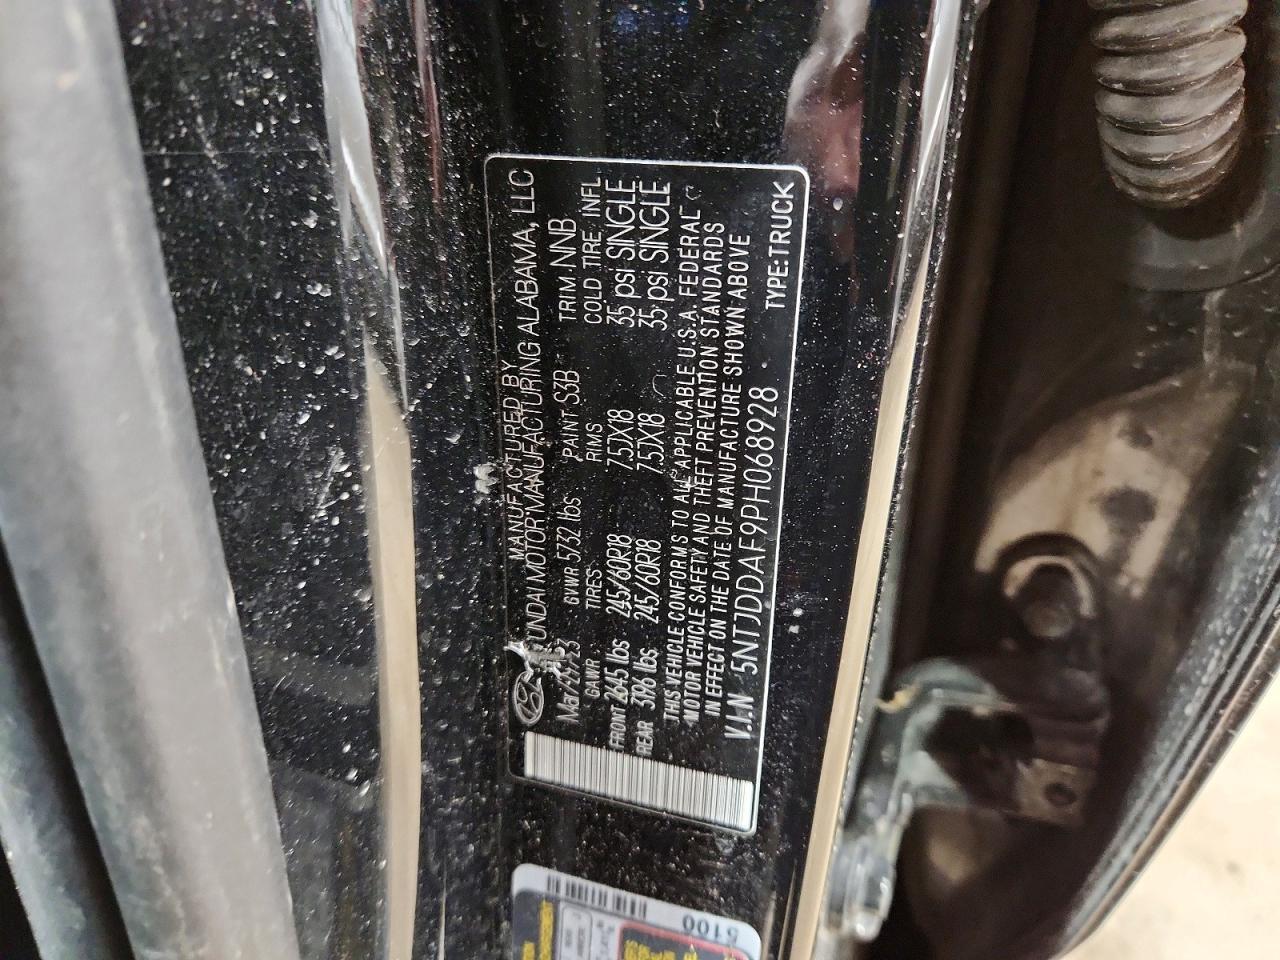 MANUFACTURED BY
UNDAI MOTOR MANUFACTURING ALABAMA, LLC
GVWR 5732 lbs PAINT S3B TRIM NNB
GAWR TIRES RIMS COLD TIRE INFL
FRONT 2645 lbs 245/60R18 7.5JX18 35 psi SINGLE
REAR 3196 lbs 245/60R18 7.5JX18 35 psi SINGLE
THIS VEHICLE CONFORMS TO ALL APPLICABLE U.S.A. FEDERAL
MOTOR VEHICLE SAFETY AND THEFT PREVENTION STANDARDS
IN EFFECT ON THE DATE OF MANUFACTURE SHOWN ABOVE
V.I.N 5NTJDDAF9PH068928 TYPE:TRUCK
5100